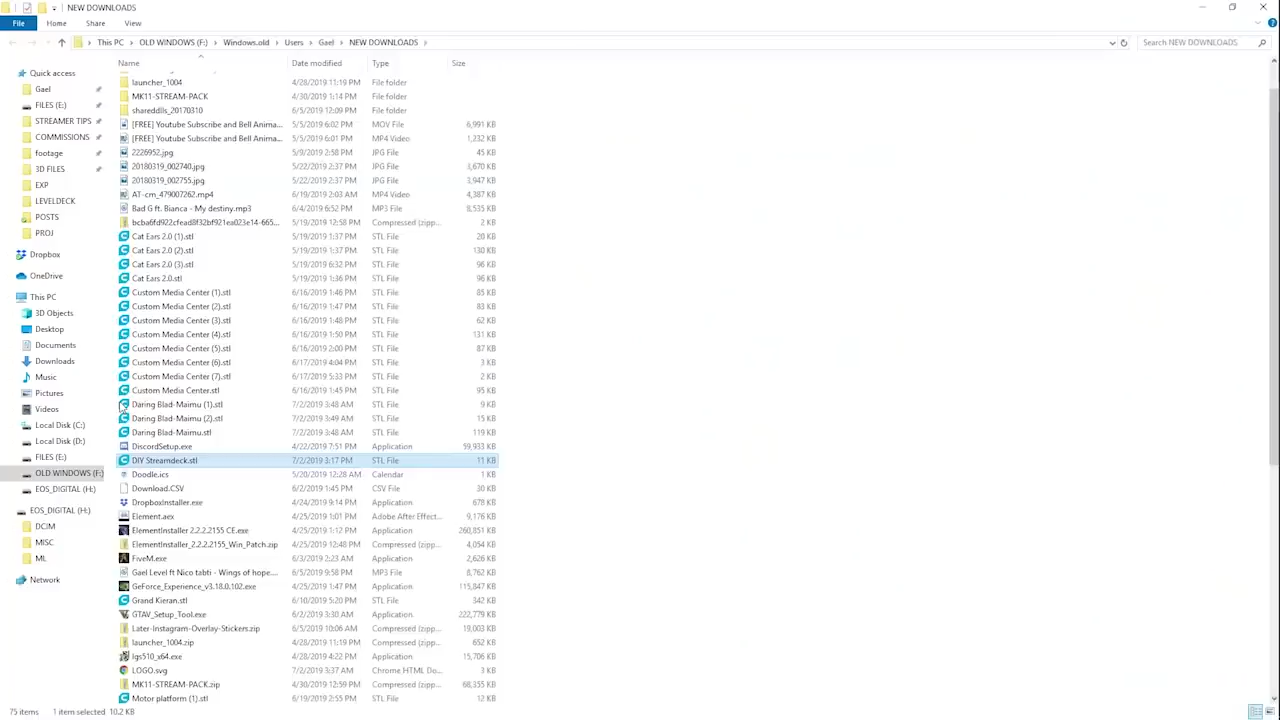 NEW DOWNLOADS
File Home Share View
This PC OLD WINDOWS (F:) Windows.old Users Gael NEW DOWNLOADS Search NEW DOWNLOADS
Name Date modified Type Size
Quick access
Gael
FILES (E:)
STREAMER TIPS
COMMISSIONS
footage
3D FILES
EXP
LEVELDECK
POSTS
PROJ
Dropbox
OneDrive
This PC
3D Objects
Desktop
Documents
Downloads
Music
Pictures
Videos
Local Disk (C:)
Local Disk (D:)
FILES (E:)
OLD WINDOWS (F:)
EOS_DIGITAL (H:)
EOS_DIGITAL (H:)
DCIM
MISC
ML
Network
launcher_1004 4/28/2019 11:19 PM File folder
MK11-STREAM-PACK 4/30/2019 1:14 PM File folder
shareddlls_20170310 6/5/2019 12:09 PM File folder
[FREE] Youtube Subscribe and Bell Anima... 5/5/2019 6:02 PM MOV File 6,991 KB
[FREE] Youtube Subscribe and Bell Anima... 5/5/2019 6:01 PM MP4 Video 1,232 KB
2226952.jpg 5/9/2019 2:58 PM JPG File 45 KB
20180319_002740.jpg 5/22/2019 2:37 PM JPG File 3,670 KB
20180319_002755.jpg 5/22/2019 2:37 PM JPG File 3,947 KB
AT-cm_479007262.mp4 6/1/2019 2:03 AM MP4 Video 4,387 KB
Bad G ft. Bianca - My destiny.mp3 6/4/2019 6:52 PM MP3 File 8,535 KB
bcba6fd922cfead8f32bf921ea023e14-665... 5/19/2019 12:58 PM Compressed (zipp... 2 KB
Cat Ears 2.0 (1).stl 5/19/2019 1:37 PM STL File 20 KB
Cat Ears 2.0 (2).stl 5/19/2019 1:37 PM STL File 130 KB
Cat Ears 2.0 (3).stl 5/19/2019 6:32 PM STL File 96 KB
Cat Ears 2.0.stl 5/19/2019 1:36 PM STL File 96 KB
Custom Media Center (1).stl 6/16/2019 1:46 PM STL File 85 KB
Custom Media Center (2).stl 6/16/2019 1:47 PM STL File 83 KB
Custom Media Center (3).stl 6/16/2019 1:48 PM STL File 62 KB
Custom Media Center (4).stl 6/16/2019 1:50 PM STL File 131 KB
Custom Media Center (5).stl 6/16/2019 2:00 PM STL File 87 KB
Custom Media Center (6).stl 6/17/2019 4:04 PM STL File 3 KB
Custom Media Center (7).stl 6/17/2019 5:33 PM STL File 2 KB
Custom Media Center.stl 6/16/2019 1:45 PM STL File 95 KB
Daring Blad-Maimu (1).stl 7/2/2019 3:48 AM STL File 9 KB
Daring Blad-Maimu (2).stl 7/2/2019 3:49 AM STL File 15 KB
Daring Blad-Maimu.stl 7/2/2019 3:48 AM STL File 119 KB
DiscordSetup.exe 4/22/2019 7:51 PM Application 59,933 KB
DIY Streamdeck.stl 7/2/2019 3:17 PM STL File 11 KB
Doodle.ics 5/20/2019 12:28 AM Calendar 1 KB
Download.CSV 6/2/2019 1:45 PM CSV File 30 KB
DropboxInstaller.exe 4/24/2019 9:14 PM Application 678 KB
Element.aex 4/25/2019 1:01 PM Adobe After Effect... 9,176 KB
ElementInstaller 2.2.2.2155 CE.exe 4/25/2019 1:12 PM Application 260,851 KB
ElementInstaller_2.2.2.2155_Win_Patch.zip 4/25/2019 12:48 PM Compressed (zipp... 4,054 KB
FiveM.exe 6/3/2019 2:23 AM Application 2,626 KB
Gael Level ft Nico tabti - Wings of hope.... 6/5/2019 9:58 PM MP3 File 8,762 KB
GeForce_Experience_v3.18.0.102.exe 4/25/2019 1:47 PM Application 115,847 KB
Grand Kieran.stl 6/10/2019 5:20 PM STL File 342 KB
GTAV_Setup_Tool.exe 6/2/2019 3:30 AM Application 222,779 KB
Later-Instagram-Overlay-Stickers.zip 6/5/2019 10:06 AM Compressed (zipp... 19,003 KB
launcher_1004.zip 4/28/2019 11:19 PM Compressed (zipp... 652 KB
lgs510_x64.exe 4/28/2019 4:22 PM Application 15,706 KB
LOGO.svg 7/2/2019 3:37 AM Chrome HTML Do... 3 KB
MK11-STREAM-PACK.zip 4/30/2019 12:59 PM Compressed (zipp... 68,355 KB
Motor platform (1).stl 6/19/2019 2:55 PM STL File 12 KB
75 items 1 item selected 10.2 KB